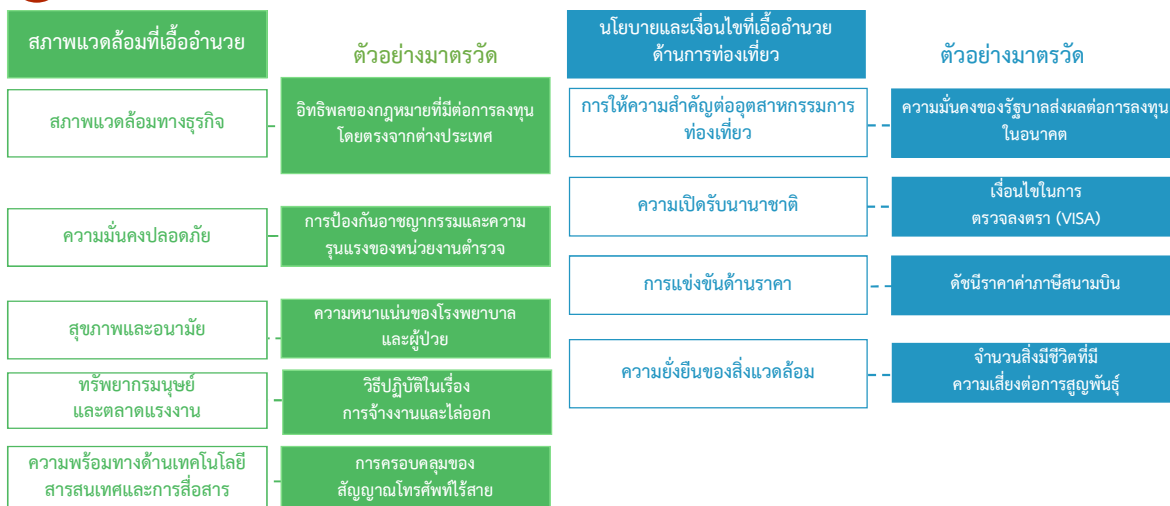 สภาพแวดล้อมที่เอื้ออำนวย
ตัวอย่างมาตรวัด
สภาพแวดล้อมทางธุรกิจ
อิทธิพลของกฎหมายที่มีต่อการลงทุน
โดยตรงจากต่างประเทศ
ความมั่นคงปลอดภัย
การป้องกันอาชญากรรมและความ
รุนแรงของหน่วยงานตำรวจ
สุขภาพและอนามัย
ความหนาแน่นของโรงพยาบาล
และผู้ป่วย
ทรัพยากรมนุษย์
และตลาดแรงงาน
วิธีปฏิบัติในเรื่อง
การจ้างงานและไล่ออก
ความพร้อมทางด้านเทคโนโลยี
สารสนเทศและการสื่อสาร
การครอบคลุมของ
สัญญาณโทรศัพท์ไร้สาย
นโยบายและเงื่อนไขที่เอื้ออำนวย
ด้านการท่องเที่ยว
ตัวอย่างมาตรวัด
การให้ความสำคัญต่ออุตสาหกรรมการ
ท่องเที่ยว
ความมั่นคงของรัฐบาลส่งผลต่อการลงทุน
ในอนาคต
ความเปิดรับนานาชาติ
เงื่อนไขในการ
ตรวจลงตรา (VISA)
การแข่งขันด้านราคา
ดัชนีราคาค่าภาษีสนามบิน
ความยั่งยืนของสิ่งแวดล้อม
จำนวนสิ่งมีชีวิตที่มี
ความเสี่ยงต่อการสูญพันธุ์